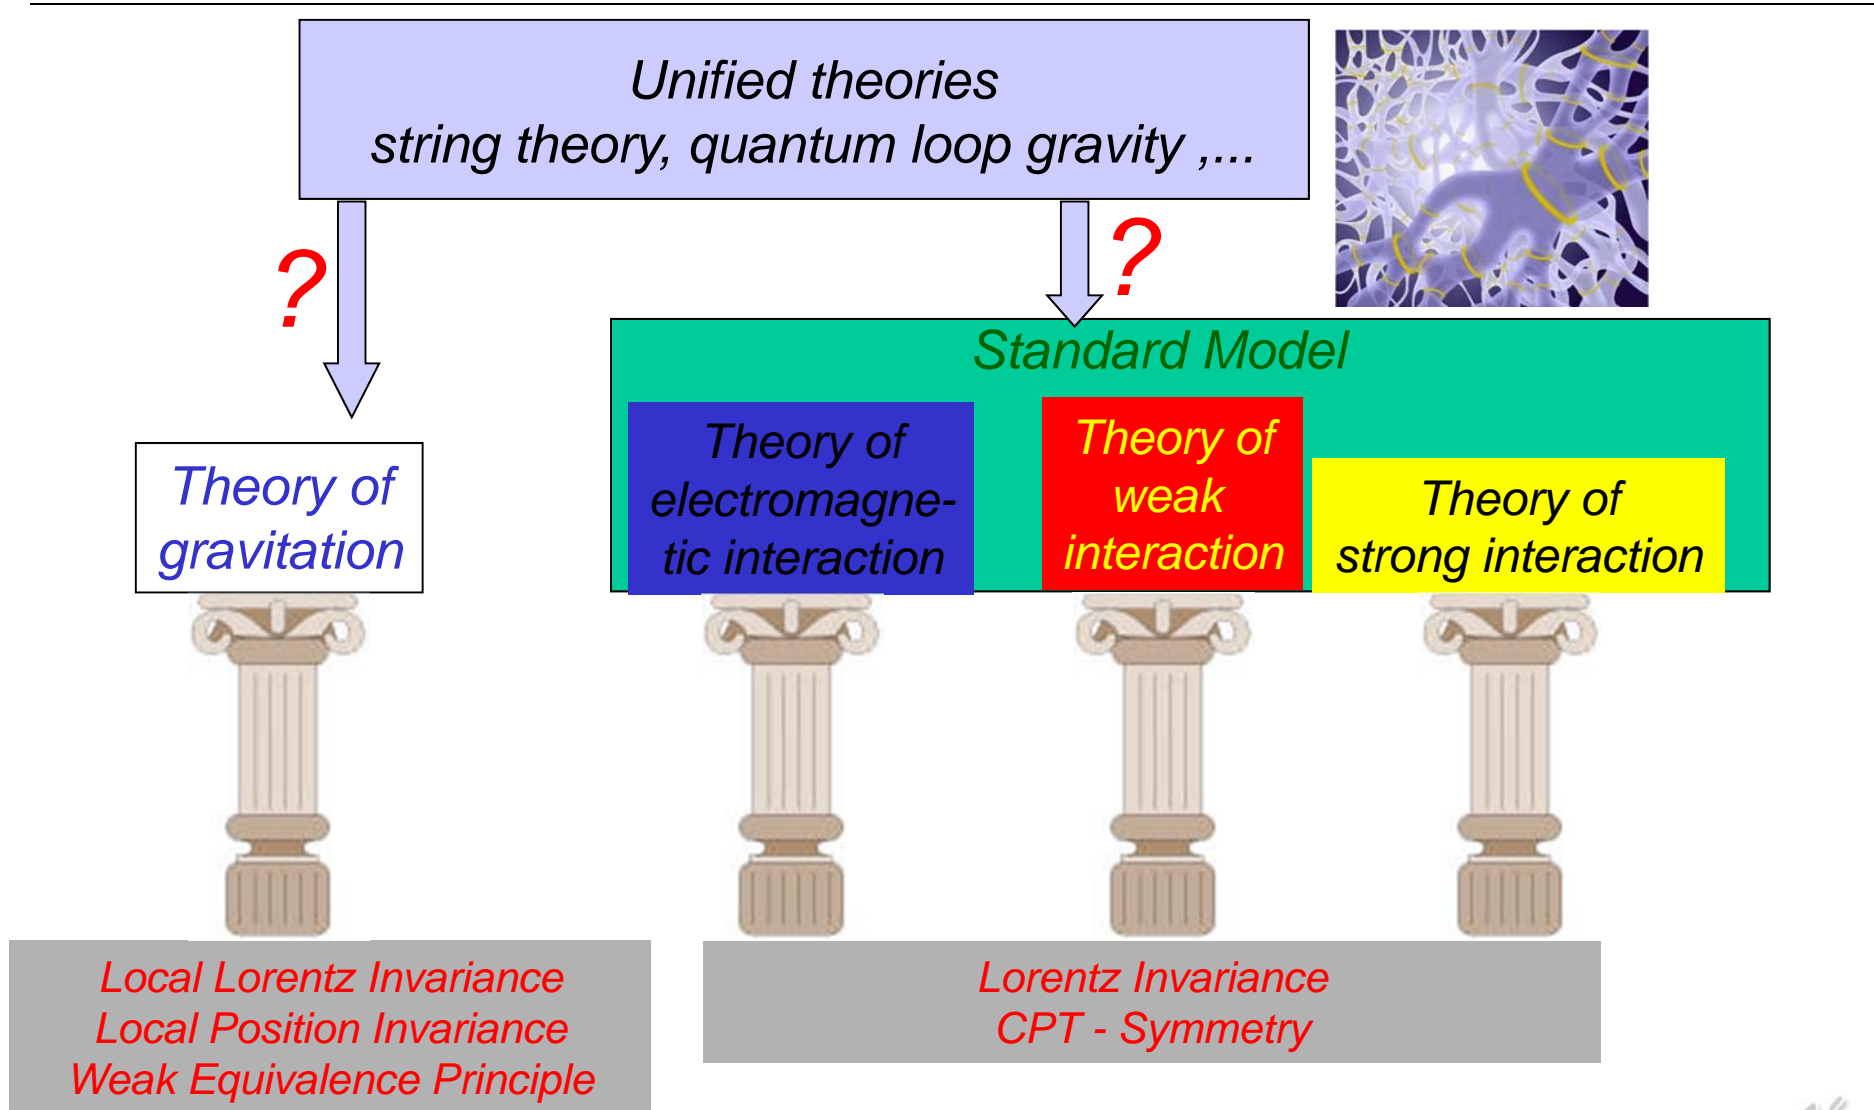 Unified theories
string theory, quantum loop gravity ,...
?
?
Standard Model
Theory of
gravitation
Theory of
electromagne-
tic interaction
Theory of
weak
interaction
Theory of
strong interaction
Local Lorentz Invariance
Local Position Invariance
Weak Equivalence Principle
Lorentz Invariance
CPT - Symmetry